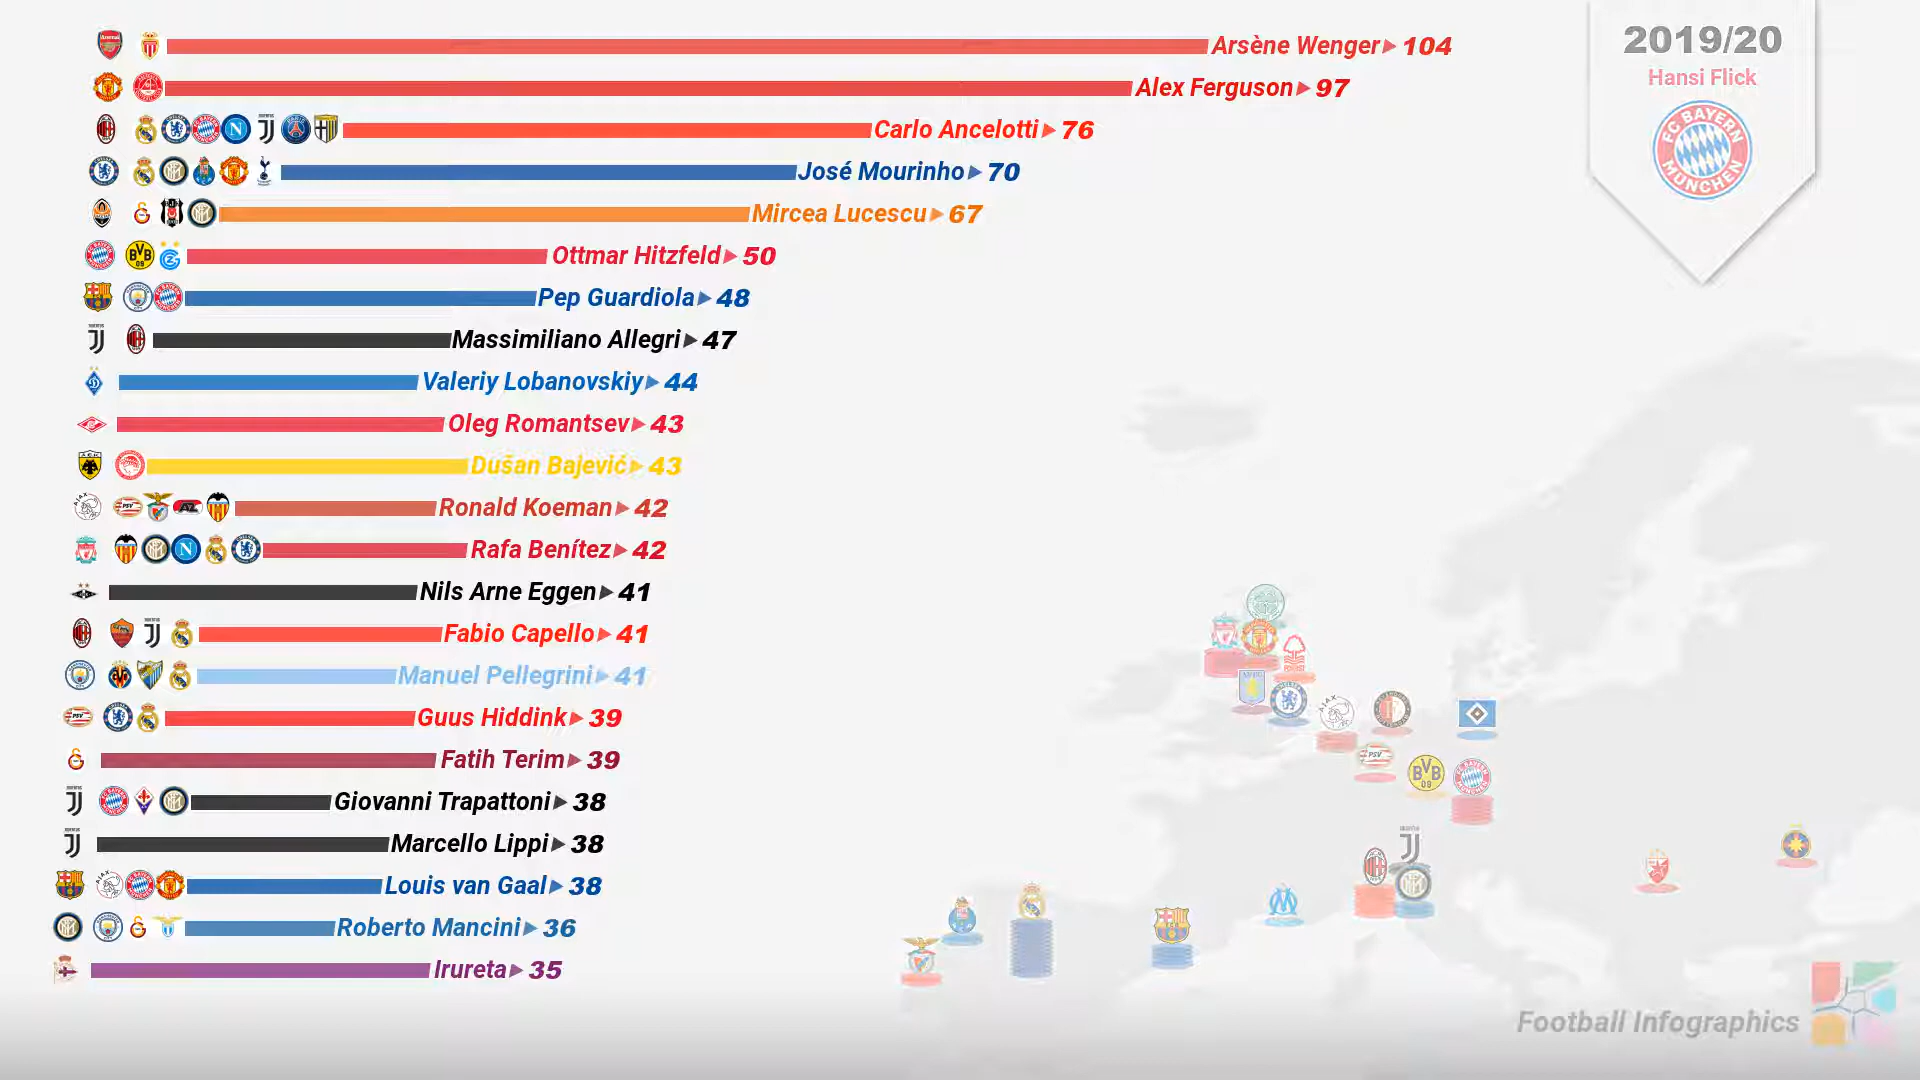 Arsène Wenger 104
Alex Ferguson 97
Carlo Ancelotti 76
José Mourinho 70
Mircea Lucescu 67
Ottmar Hitzfeld 50
Pep Guardiola 48
Massimiliano Allegri 47
Valeriy Lobanovskiy 44
Oleg Romantsev 43
Dušan Bajević 43
Ronald Koeman 42
Rafa Benítez 42
Nils Arne Eggen 41
Fabio Capello 41
Manuel Pellegrini 41
Guus Hiddink 39
Fatih Terim 39
Giovanni Trapattoni 38
Marcello Lippi 38
Louis van Gaal 38
Roberto Mancini 36
Irureta 35
2019/20
Hansi Flick
FC BAYERN
MÜNCHEN
Football Infographics